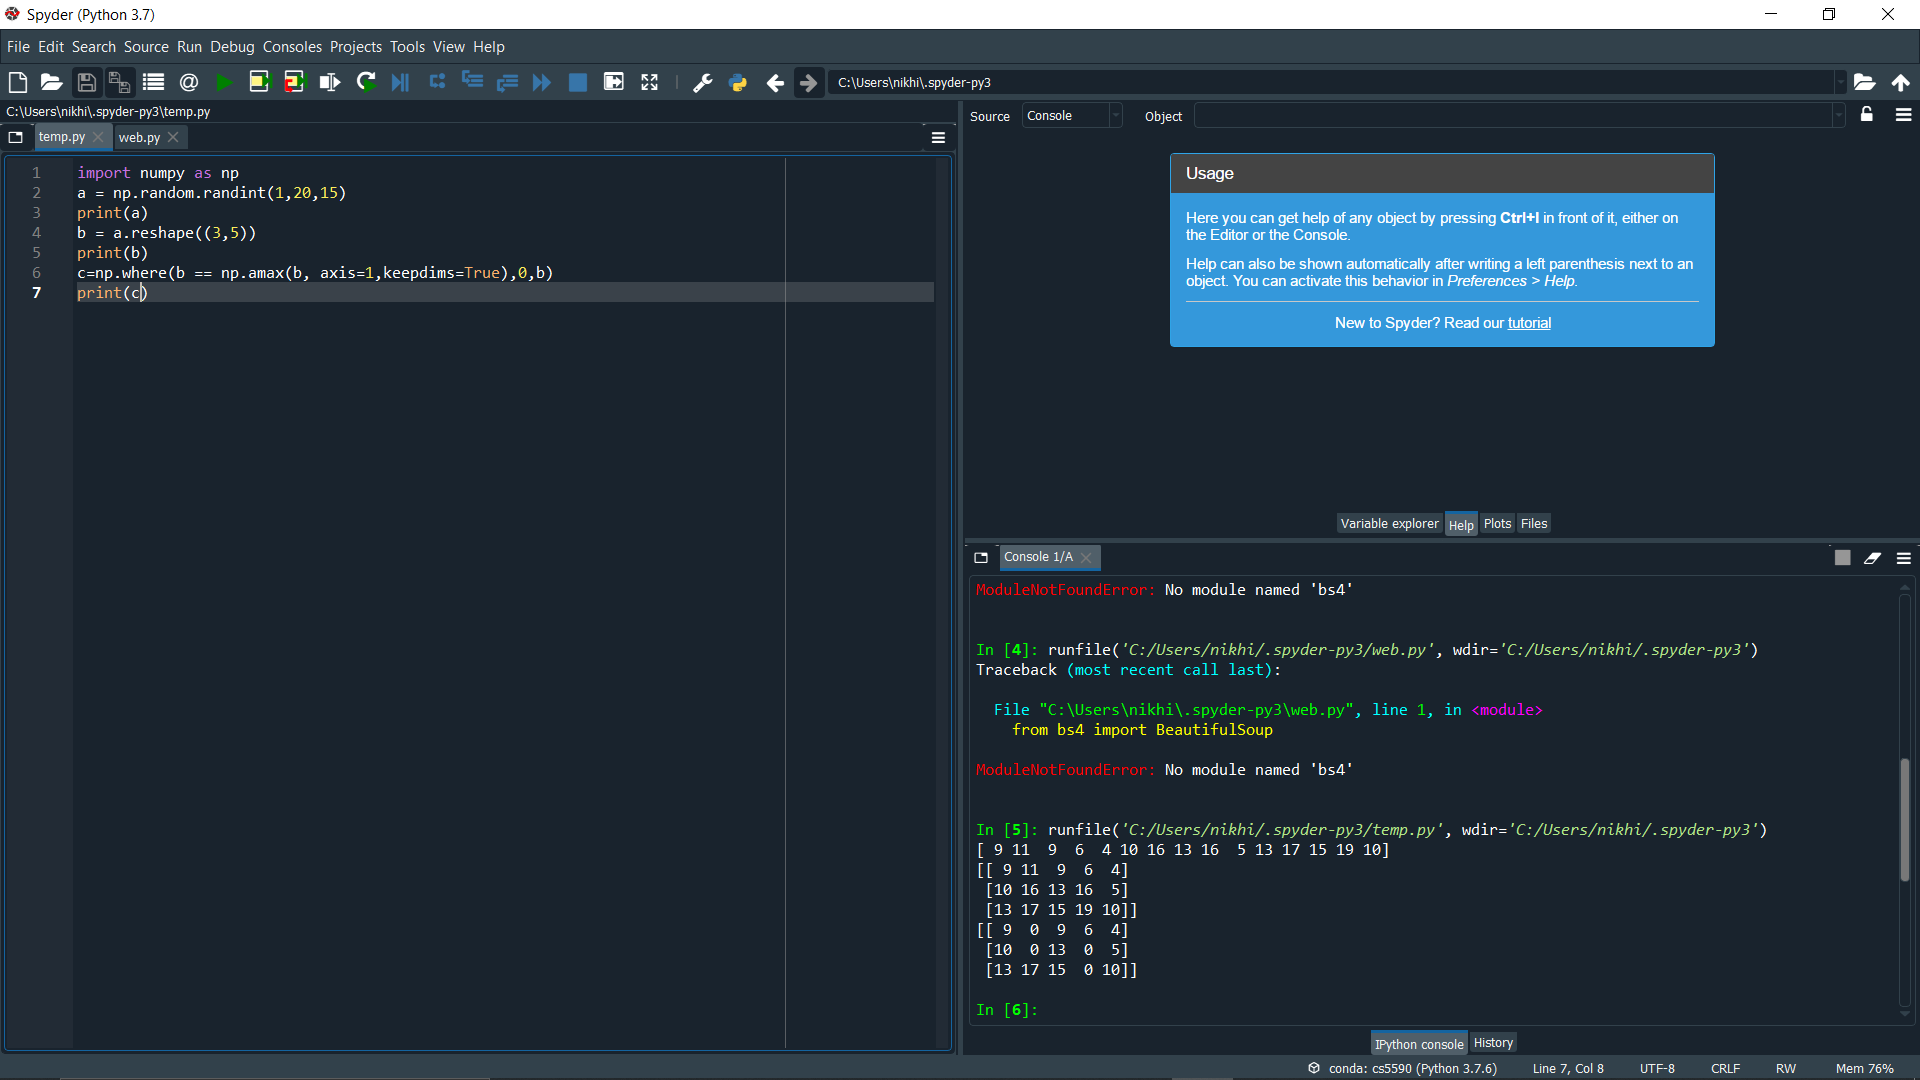 Spyder (Python 3.7)
File Edit Search Source Run Debug Consoles Projects Tools View Help
C:\Users\nikhi\.spyder-py3
C:\Users\nikhi\.spyder-py3\temp.py
temp.py web.py
1 import numpy as np
2 a = np.random.randint(1,20,15)
3 print(a)
4 b = a.reshape((3,5))
5 print(b)
6 c=np.where(b == np.amax(b, axis=1,keepdims=True),0,b)
7 print(c)
Source Console Object
Usage
Here you can get help of any object by pressing Ctrl+I in front of it, either on
the Editor or the Console.
Help can also be shown automatically after writing a left parenthesis next to an
object. You can activate this behavior in Preferences > Help.
New to Spyder? Read our tutorial
Variable explorer Help Plots Files
Console 1/A
ModuleNotFoundError: No module named 'bs4'
In [4]: runfile('C:/Users/nikhi/.spyder-py3/web.py', wdir='C:/Users/nikhi/.spyder-py3')
Traceback (most recent call last):
File "C:\Users\nikhi\.spyder-py3\web.py", line 1, in <module>
from bs4 import BeautifulSoup
ModuleNotFoundError: No module named 'bs4'
In [5]: runfile('C:/Users/nikhi/.spyder-py3/temp.py', wdir='C:/Users/nikhi/.spyder-py3')
[ 9 11  9  6  4 10 16 13 16  5 13 17 15 19 10]
[[ 9 11  9  6  4]
[10 16 13 16  5]
[13 17 15 19 10]]
[[ 9  0  9  6  4]
[10  0 13  0  5]
[13 17 15  0 10]]
In [6]:
IPython console History
conda: cs5590 (Python 3.7.6) Line 7, Col 8 UTF-8 CRLF RW Mem 76%